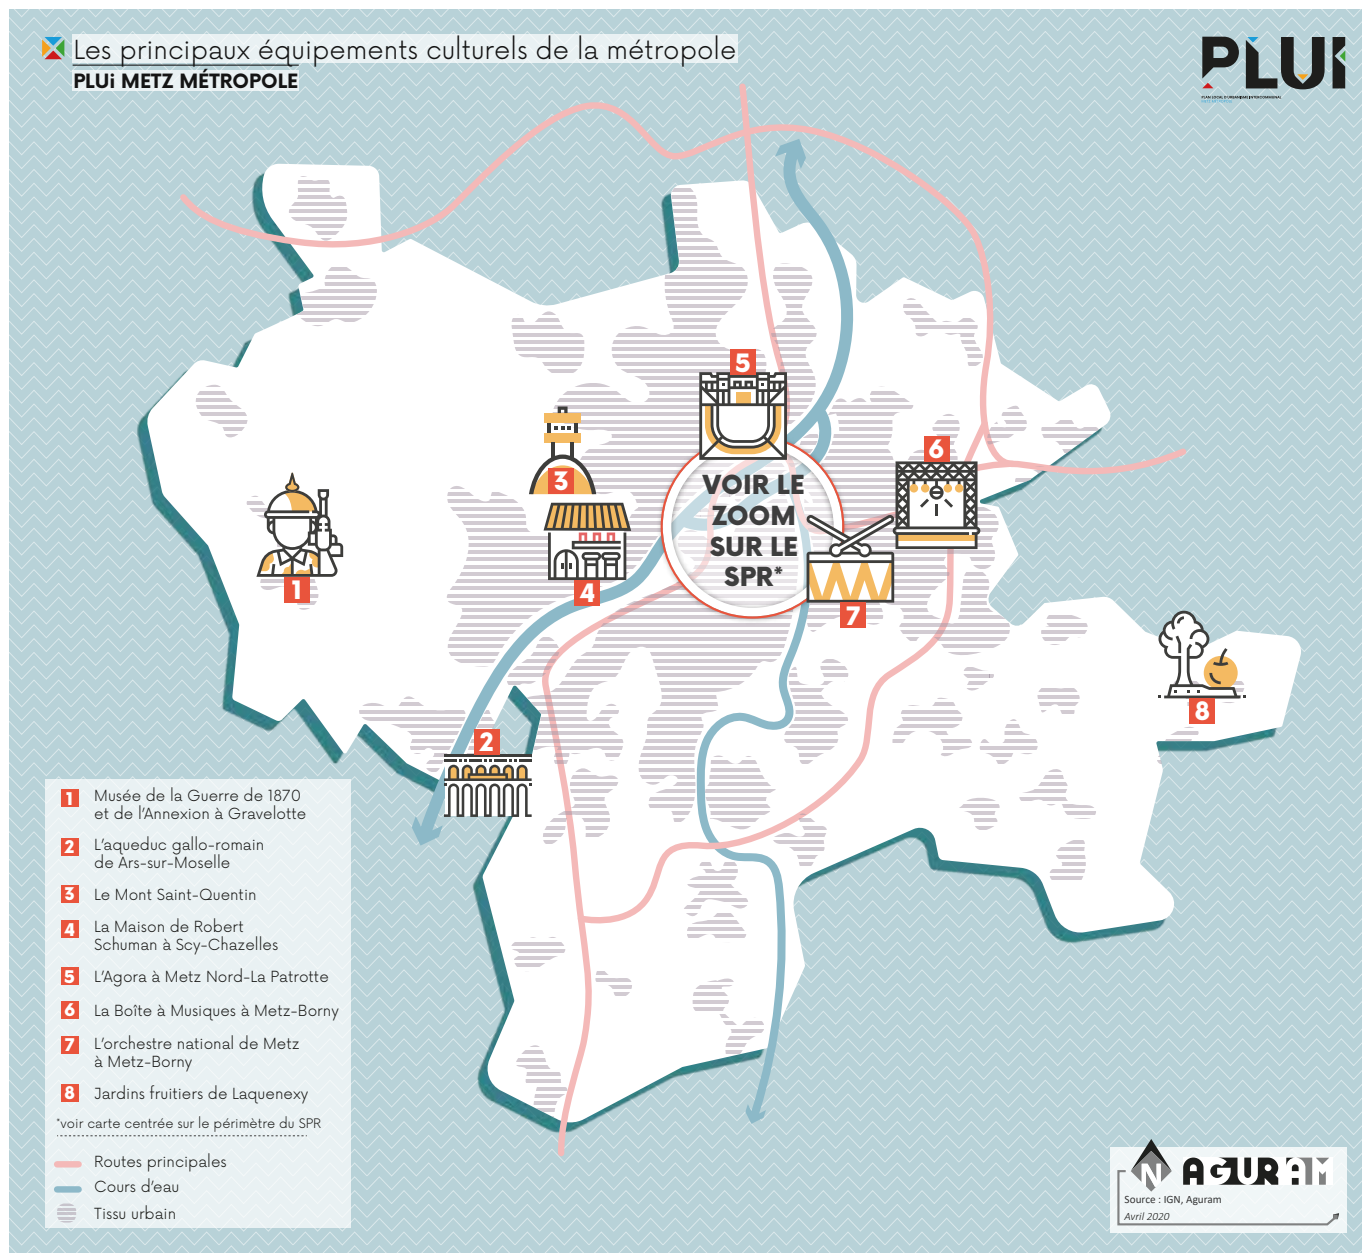 Les principaux équipements culturels de la métropole
PLUi METZ MÉTROPOLE
PLUi
PLAN LOCAL D'URBANISME INTERCOMMUNAL
5
6
3
VOIR LE
ZOOM
SUR LE
SPR*
1
4
7
8
2
1 Musée de la Guerre de 1870
et de l'Annexion à Gravelotte
2 L'aqueduc gallo-romain
de Ars-sur-Moselle
3 Le Mont Saint-Quentin
4 La Maison de Robert
Schuman à Scy-Chazelles
5 L'Agora à Metz Nord-La Patrotte
6 La Boîte à Musiques à Metz-Borny
7 L'orchestre national de Metz
à Metz-Borny
8 Jardins fruitiers de Laquenexy
*voir carte centrée sur le périmètre du SPR
Routes principales
Cours d'eau
Tissu urbain
N AGURAM
Source : IGN, Aguram
Avril 2020